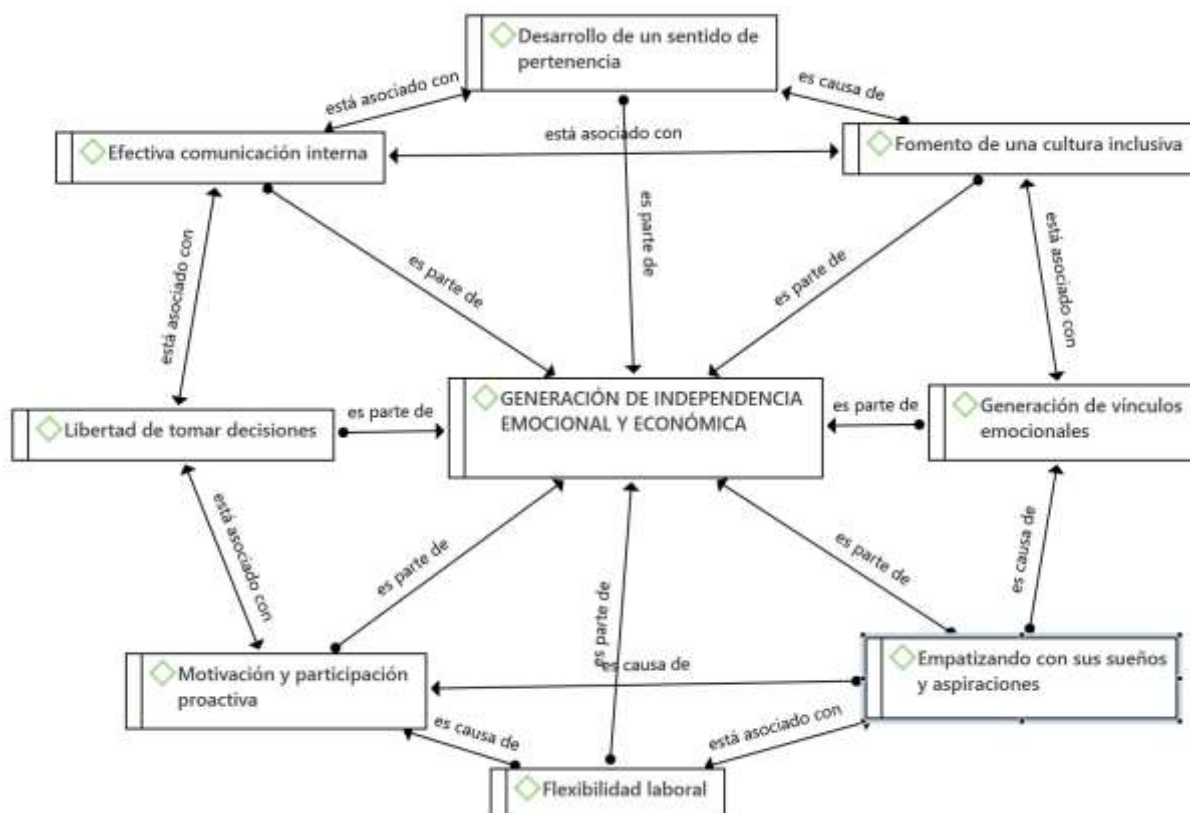 Desarrollo de un sentido de
pertenencia
está asociado con
es causa de
Efectiva comunicación interna
está asociado con
Fomento de una cultura inclusiva
es parte de
es parte de
es parte de
está asociado con
está asociado con
Libertad de tomar decisiones
es parte de
GENERACIÓN DE INDEPENDENCIA
EMOCIONAL Y ECONÓMICA
es parte de
Generación de vínculos
emocionales
está asociado con
es parte de
es parte de
es parte de
es causa de
Motivación y participación
proactiva
es causa de
Empatizando con sus sueños
y aspiraciones
es causa de
está asociado con
Flexibilidad laboral